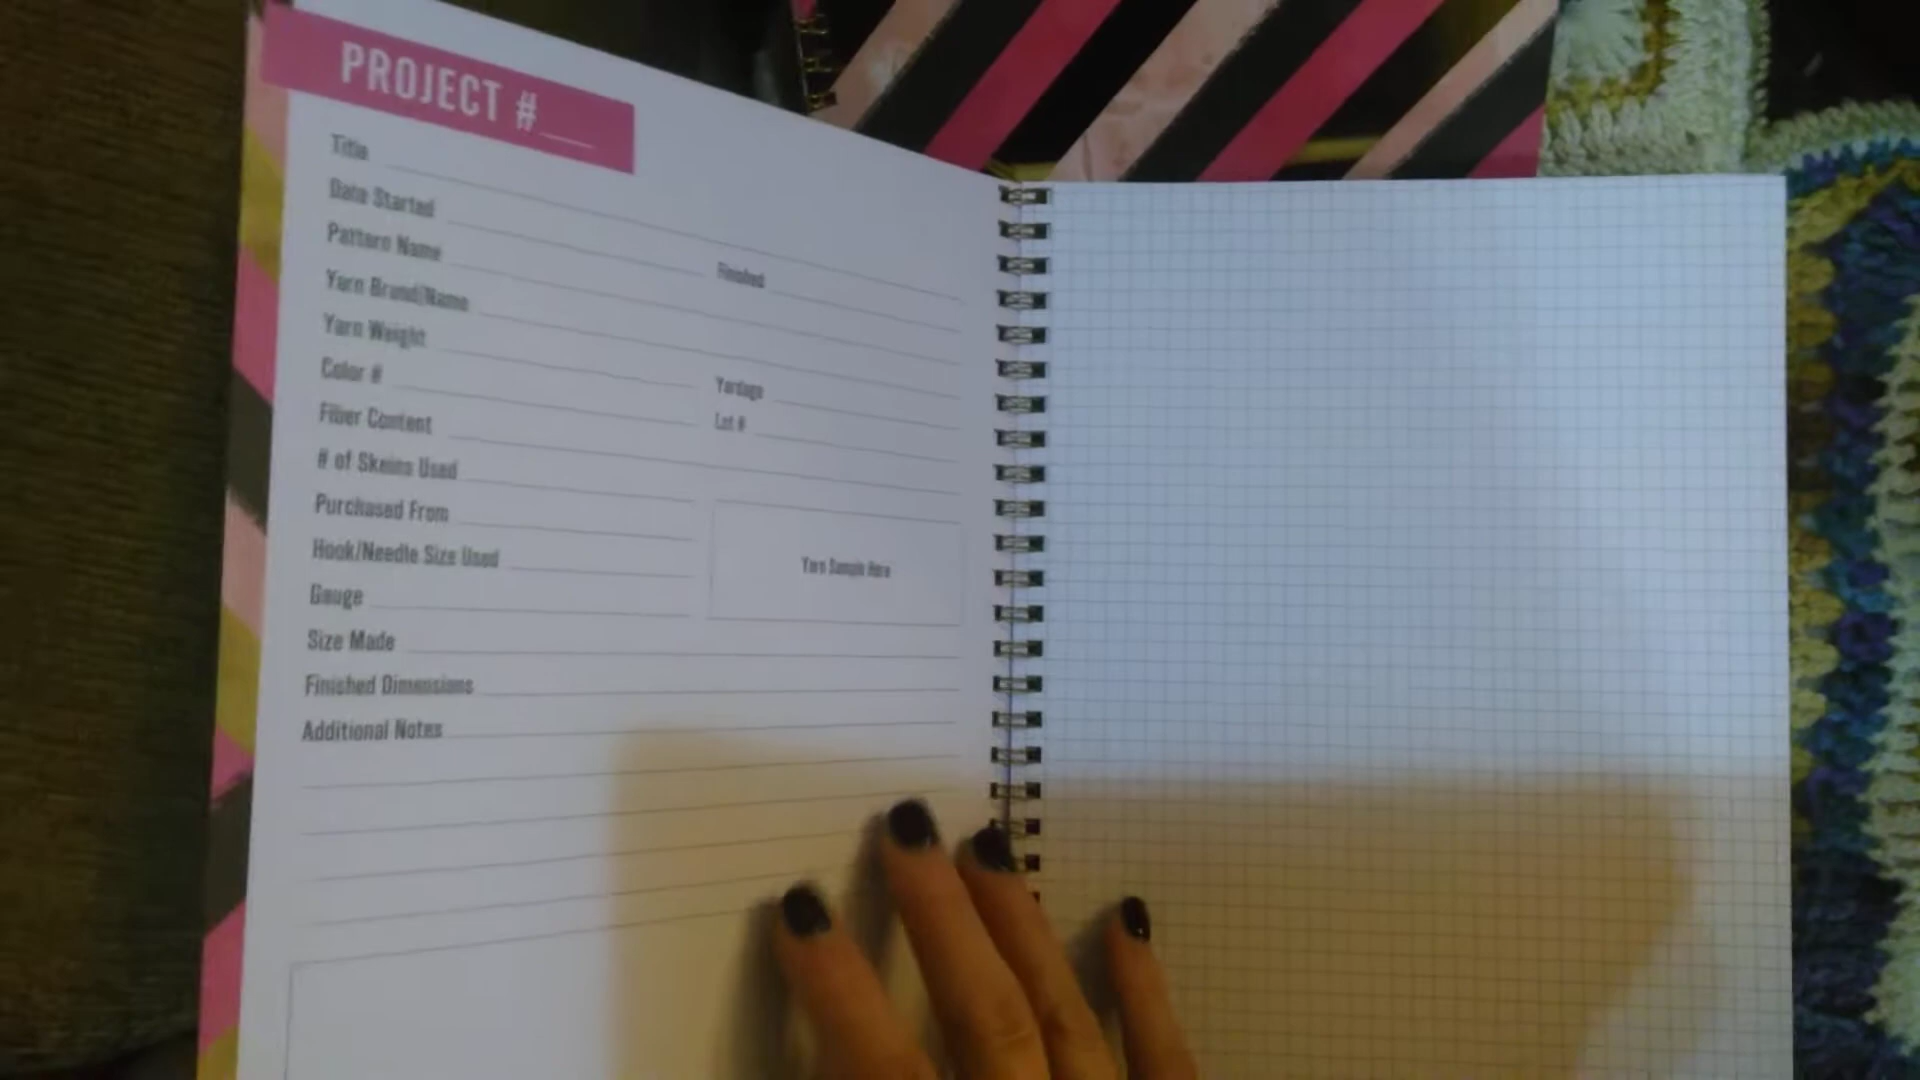 PROJECT #____
Title
Date Started
Finished
Pattern Name
Yarn Brand/Name
Yarn Weight
Yardage
Color #
Lot #
Fiber Content
# of Skeins Used
Purchased From
Yarn Sample Here
Hook/Needle Size Used
Gauge
Size Made
Finished Dimensions
Additional Notes